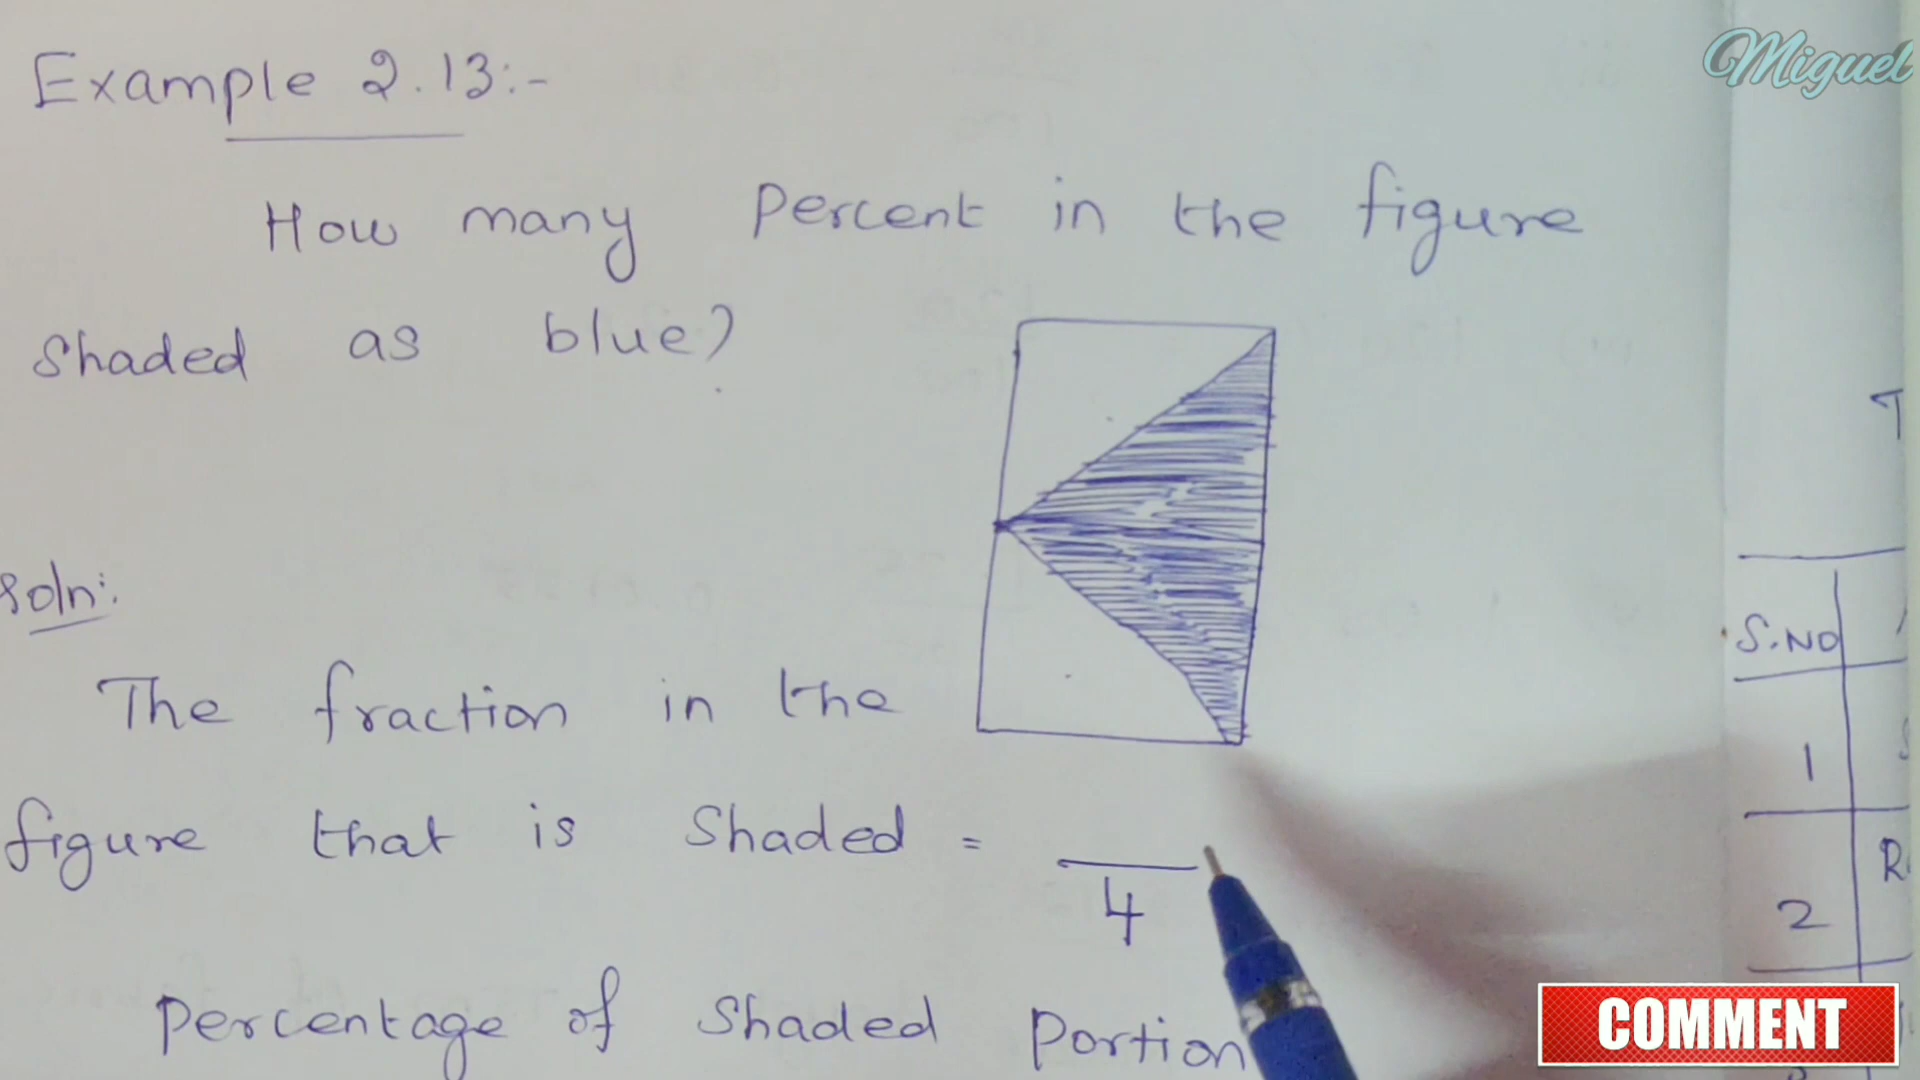 Miguel
Example 2.13:-
How many Percent in the figure
shaded as blue?
Soln:
The fraction in the
figure that is shaded =
4
Percentage of shaded Portion
S.NO
1
2
R
COMMENT